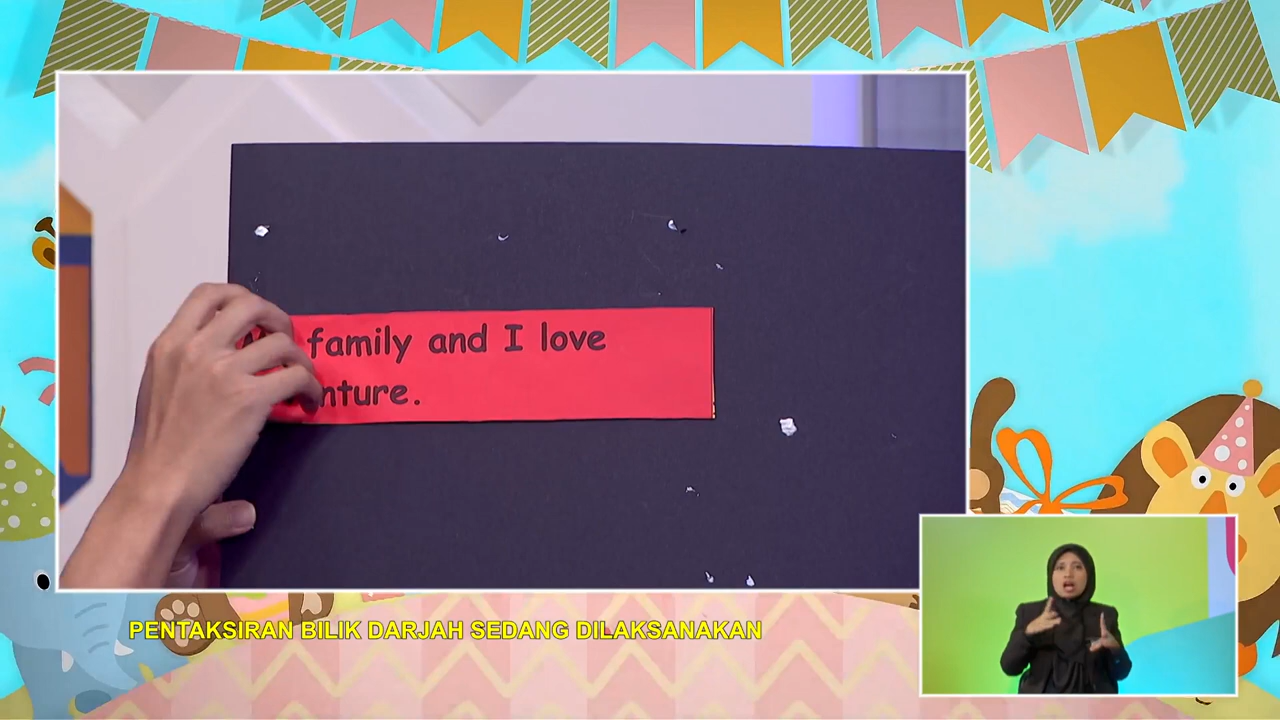 family and I love
nture.
PENTAKSIRAN BILIK DARJAH SEDANG DILAKSANAKAN